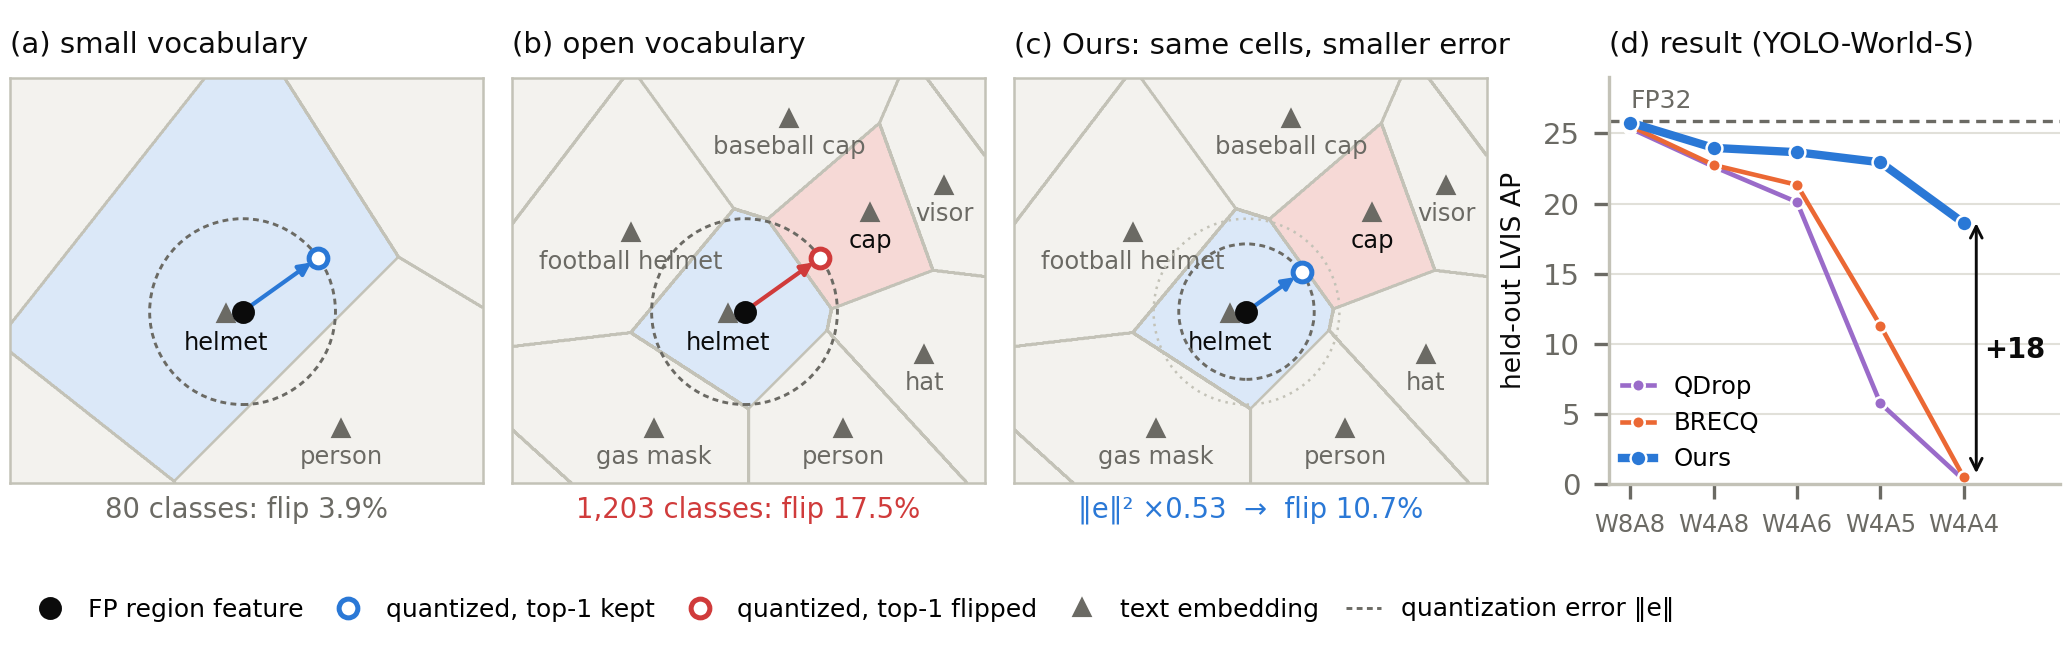 (a) small vocabulary
helmet
person
80 classes: flip 3.9%
(b) open vocabulary
baseball cap
visor
cap
football helmet
helmet
hat
gas mask
person
1,203 classes: flip 17.5%
(c) Ours: same cells, smaller error
baseball cap
visor
cap
football helmet
helmet
hat
gas mask
person
‖e‖² ×0.53 → flip 10.7%
(d) result (YOLO-World-S)
held-out LVIS AP
FP32
25
20
15
10
5
0
+18
QDrop
BRECQ
Ours
W8A8 W4A8 W4A6 W4A5 W4A4
FP region feature
quantized, top-1 kept
quantized, top-1 flipped
text embedding
quantization error ‖e‖